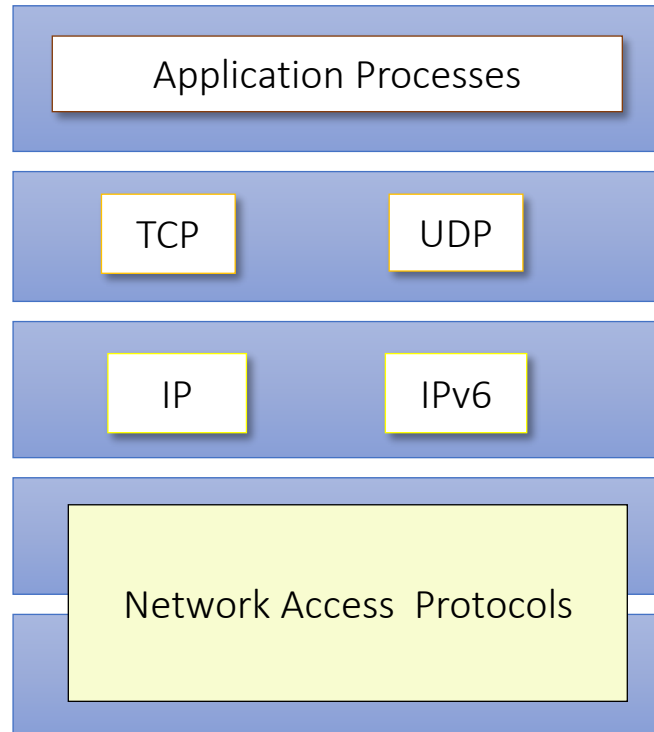 Application Processes
TCP UDP
IP IPv6
Network Access Protocols